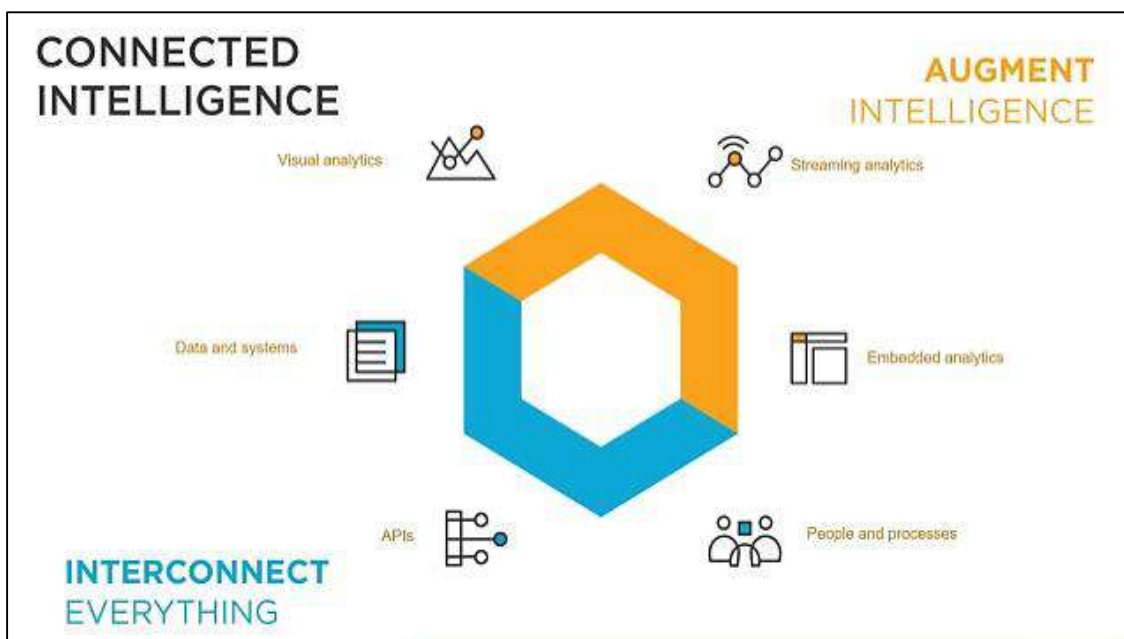 CONNECTED
INTELLIGENCE
AUGMENT
INTELLIGENCE
Visual analytics
Streaming analytics
Data and systems
Embedded analytics
APIs
People and processes
INTERCONNECT
EVERYTHING